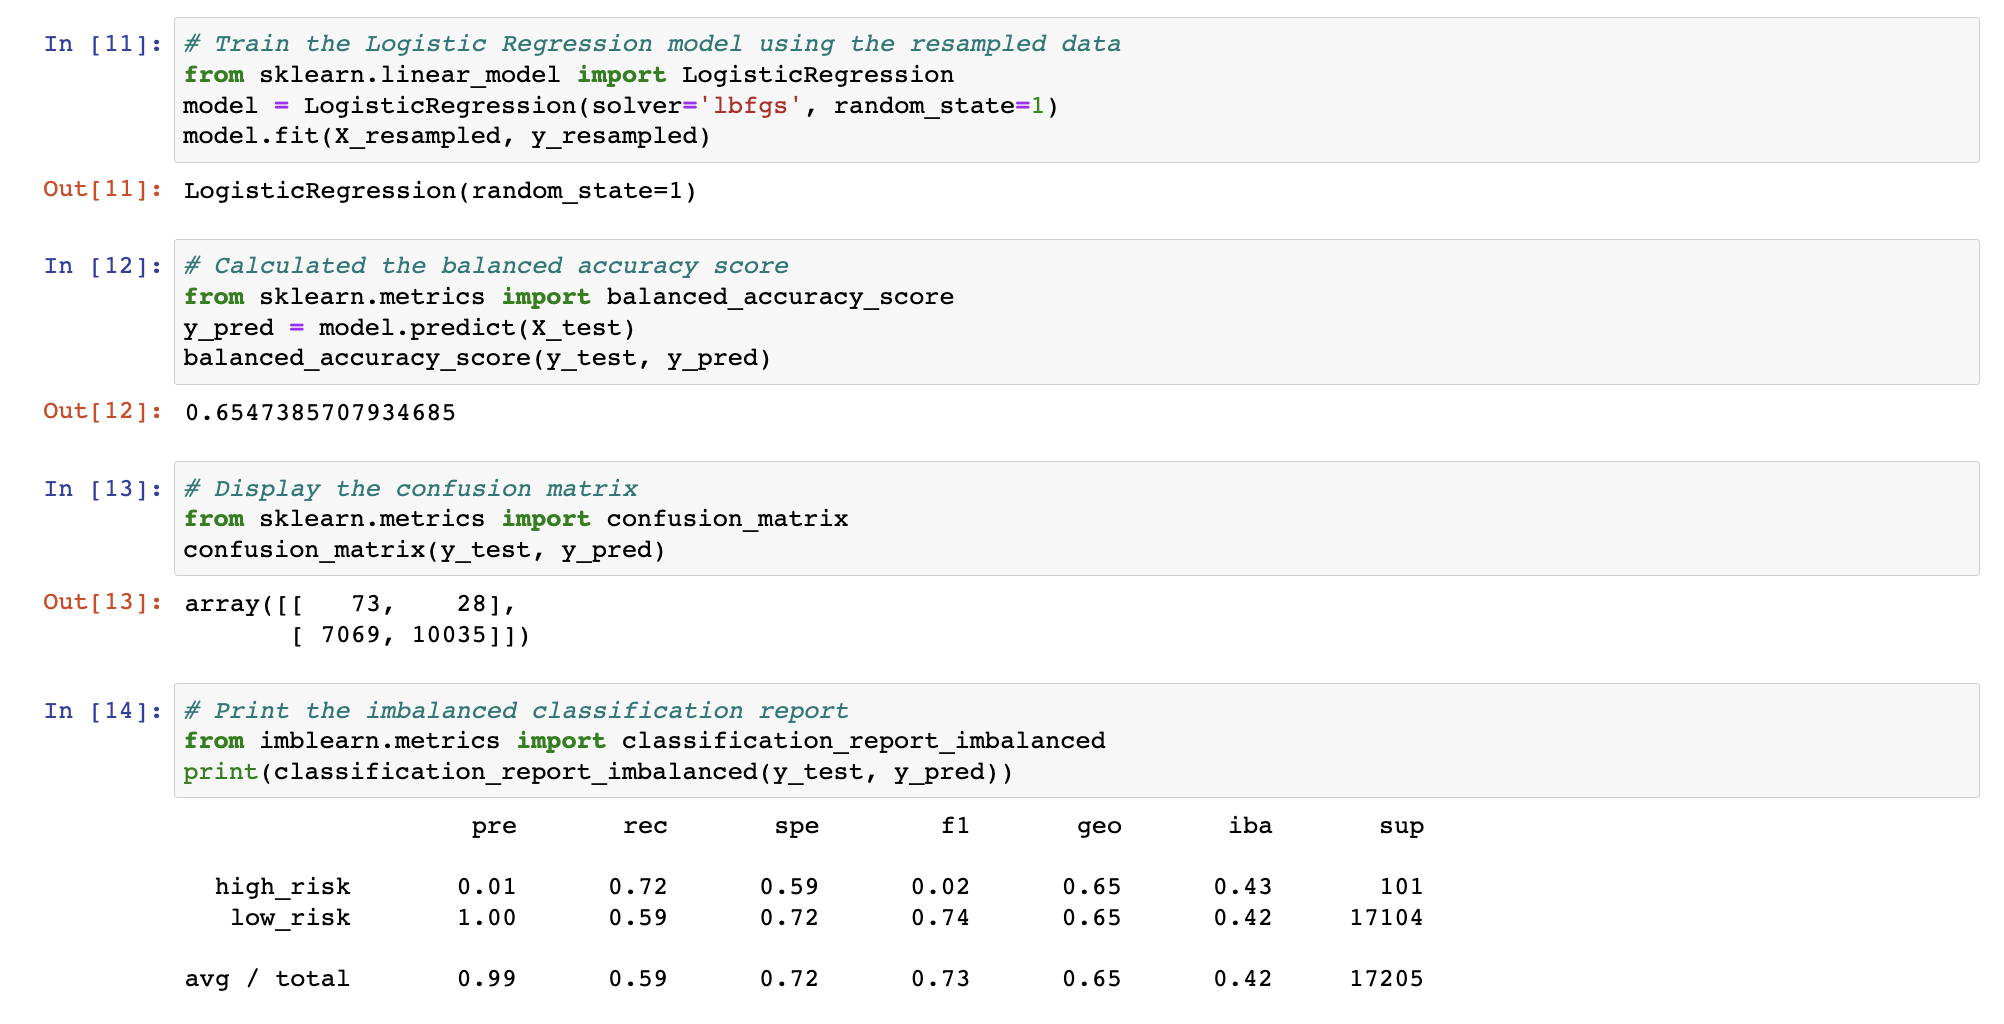 In [11]: # Train the Logistic Regression model using the resampled data
from sklearn.linear_model import LogisticRegression
model = LogisticRegression(solver='lbfgs', random_state=1)
model.fit(X_resampled, y_resampled)
Out[11]: LogisticRegression(random_state=1)
In [12]: # Calculated the balanced accuracy score
from sklearn.metrics import balanced_accuracy_score
y_pred = model.predict(X_test)
balanced_accuracy_score(y_test, y_pred)
Out[12]: 0.6547385707934685
In [13]: # Display the confusion matrix
from sklearn.metrics import confusion_matrix
confusion_matrix(y_test, y_pred)
Out[13]: array([[   73,    28],
       [ 7069, 10035]])
In [14]: # Print the imbalanced classification report
from imblearn.metrics import classification_report_imbalanced
print(classification_report_imbalanced(y_test, y_pred))
pre rec spe f1 geo iba sup
high_risk 0.01 0.72 0.59 0.02 0.65 0.43 101
low_risk 1.00 0.59 0.72 0.74 0.65 0.42 17104
avg / total 0.99 0.59 0.72 0.73 0.65 0.42 17205